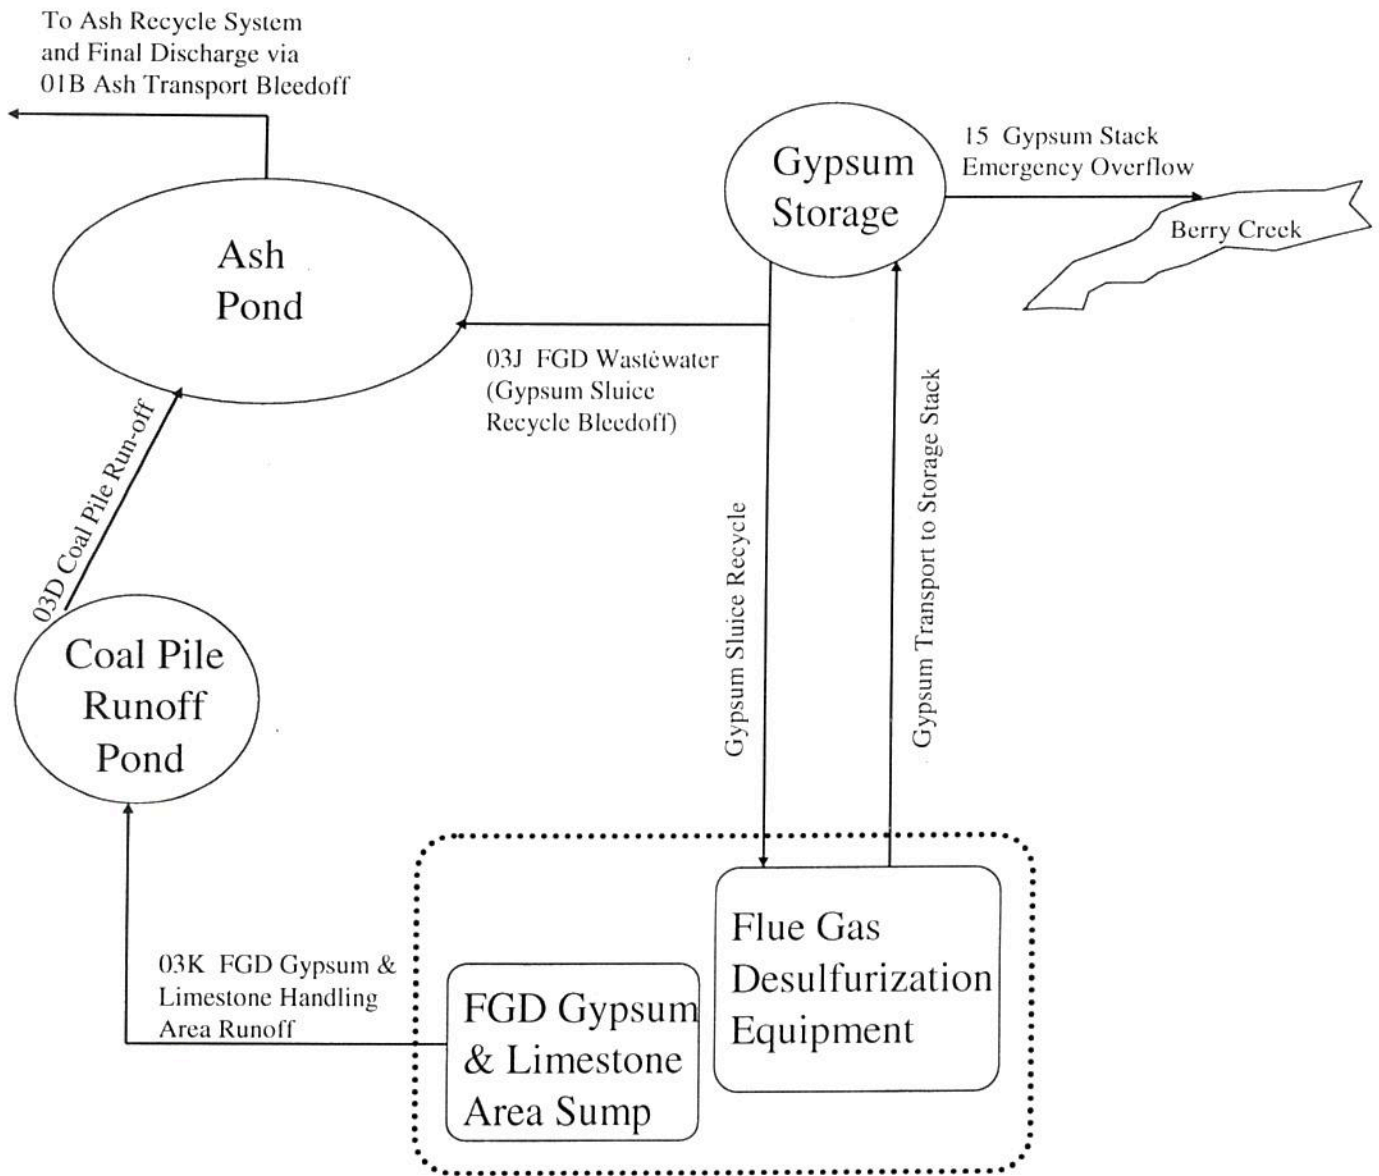 To Ash Recycle System
and Final Discharge via
01B Ash Transport Bleedoff
Gypsum
Storage
15 Gypsum Stack
Emergency Overflow
Berry Creek
Ash
Pond
03J FGD Wastewater
(Gypsum Sluice
Recycle Bleedoff)
03D Coal Pile Run-off
Gypsum Sluice Recycle
Gypsum Transport to Storage Stack
Coal Pile
Runoff
Pond
03K FGD Gypsum &
Limestone Handling
Area Runoff
FGD Gypsum
& Limestone
Area Sump
Flue Gas
Desulfurization
Equipment